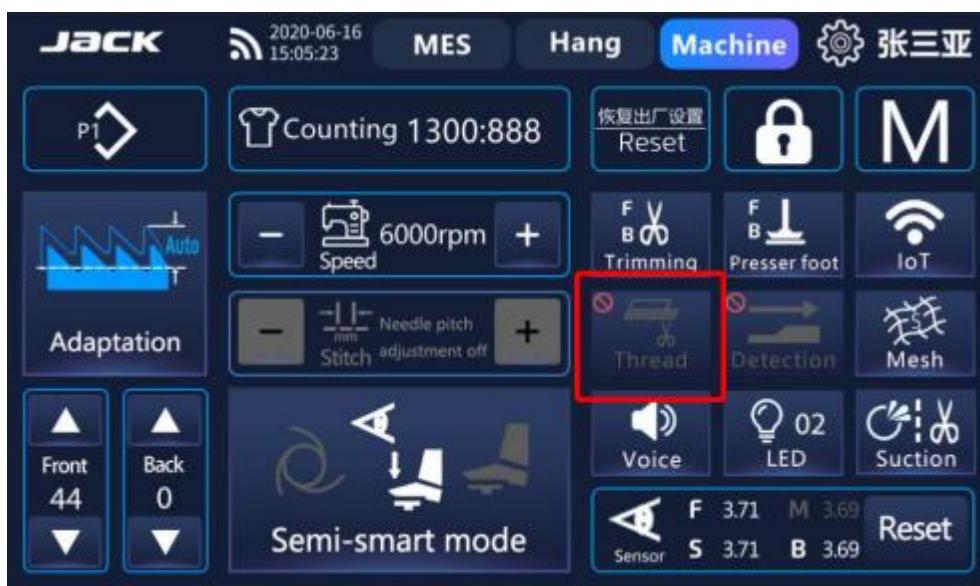 JACK
2020-06-16
15:05:23
MES
Hang
Machine
张三亚
P1
Counting 1300:888
恢复出厂设置
Reset
M
Auto
Adaptation
6000rpm
Speed
F
B
Trimming
F
B
Presser foot
IoT
mm
Stitch
Needle pitch
adjustment off
Thread
Detection
S
Mesh
Front
44
Back
0
Semi-smart mode
Voice
02
LED
Suction
Sensor
F 3.71 M 3.69
S 3.71 B 3.69
Reset